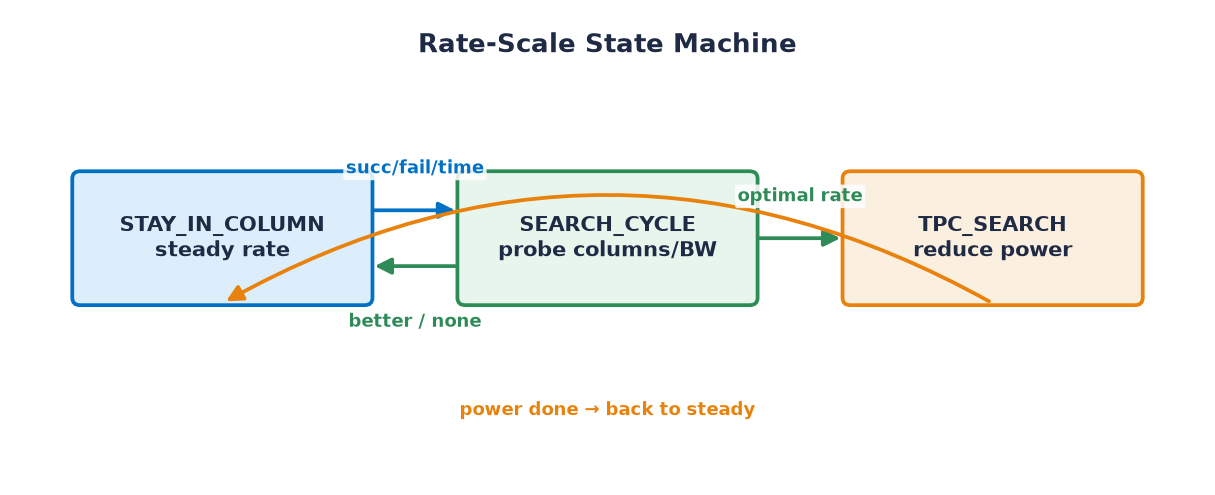 Rate-Scale State Machine
succ/fail/time
optimal rate
STAY_IN_COLUMN
steady rate
SEARCH_CYCLE
probe columns/BW
TPC_SEARCH
reduce power
better / none
power done → back to steady